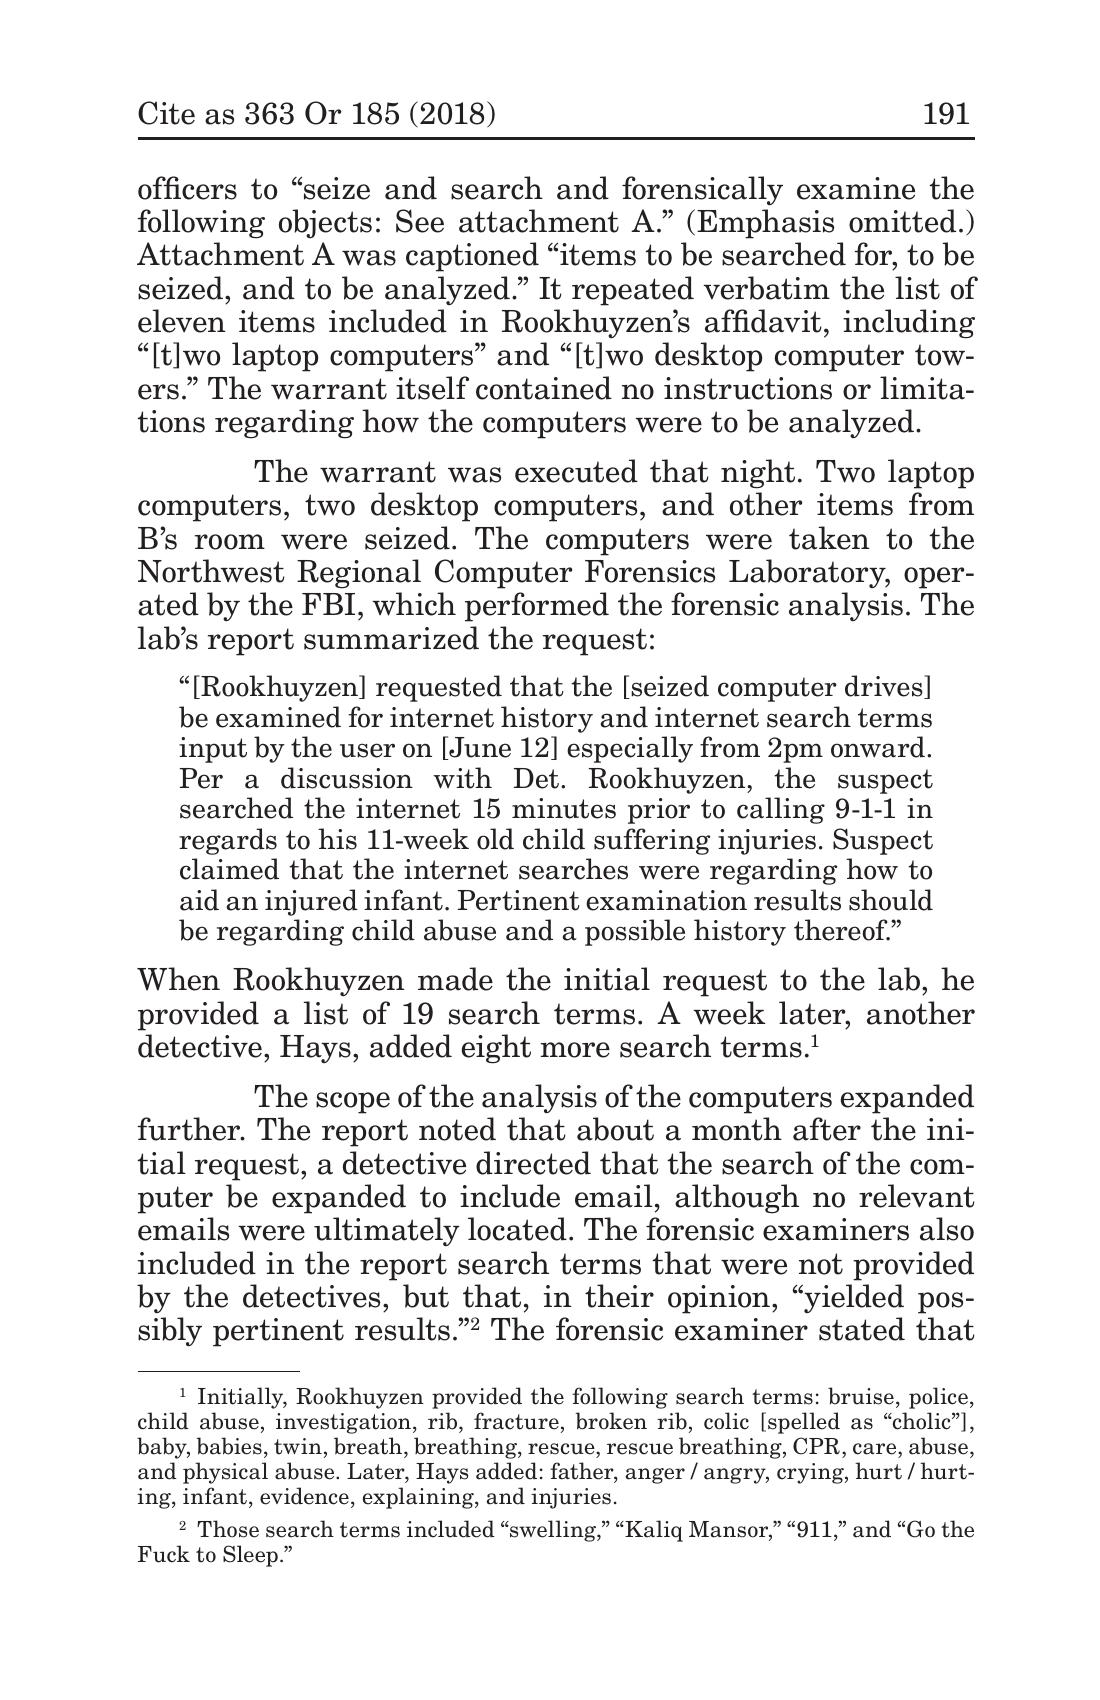 Cite as 363 Or 185 (2018) 191
officers to “seize and search and forensically examine the
following objects: See attachment A.” (Emphasis omitted.)
Attachment A was captioned “items to be searched for, to be
seized, and to be analyzed.” It repeated verbatim the list of
eleven items included in Rookhuyzen’s affidavit, including
“[t]wo laptop computers” and “[t]wo desktop computer tow-
ers.” The warrant itself contained no instructions or limita-
tions regarding how the computers were to be analyzed.
The warrant was executed that night. Two laptop
computers, two desktop computers, and other items from
B’s room were seized. The computers were taken to the
Northwest Regional Computer Forensics Laboratory, oper-
ated by the FBI, which performed the forensic analysis. The
lab’s report summarized the request:
“[Rookhuyzen] requested that the [seized computer drives]
be examined for internet history and internet search terms
input by the user on [June 12] especially from 2pm onward.
Per a discussion with Det. Rookhuyzen, the suspect
searched the internet 15 minutes prior to calling 9-1-1 in
regards to his 11-week old child suffering injuries. Suspect
claimed that the internet searches were regarding how to
aid an injured infant. Pertinent examination results should
be regarding child abuse and a possible history thereof.”
When Rookhuyzen made the initial request to the lab, he
provided a list of 19 search terms. A week later, another
detective, Hays, added eight more search terms.¹
The scope of the analysis of the computers expanded
further. The report noted that about a month after the ini-
tial request, a detective directed that the search of the com-
puter be expanded to include email, although no relevant
emails were ultimately located. The forensic examiners also
included in the report search terms that were not provided
by the detectives, but that, in their opinion, “yielded pos-
sibly pertinent results.”² The forensic examiner stated that
¹ Initially, Rookhuyzen provided the following search terms: bruise, police,
child abuse, investigation, rib, fracture, broken rib, colic [spelled as “cholic”],
baby, babies, twin, breath, breathing, rescue, rescue breathing, CPR, care, abuse,
and physical abuse. Later, Hays added: father, anger / angry, crying, hurt / hurt-
ing, infant, evidence, explaining, and injuries.
² Those search terms included “swelling,” “Kaliq Mansor,” “911,” and “Go the
Fuck to Sleep.”